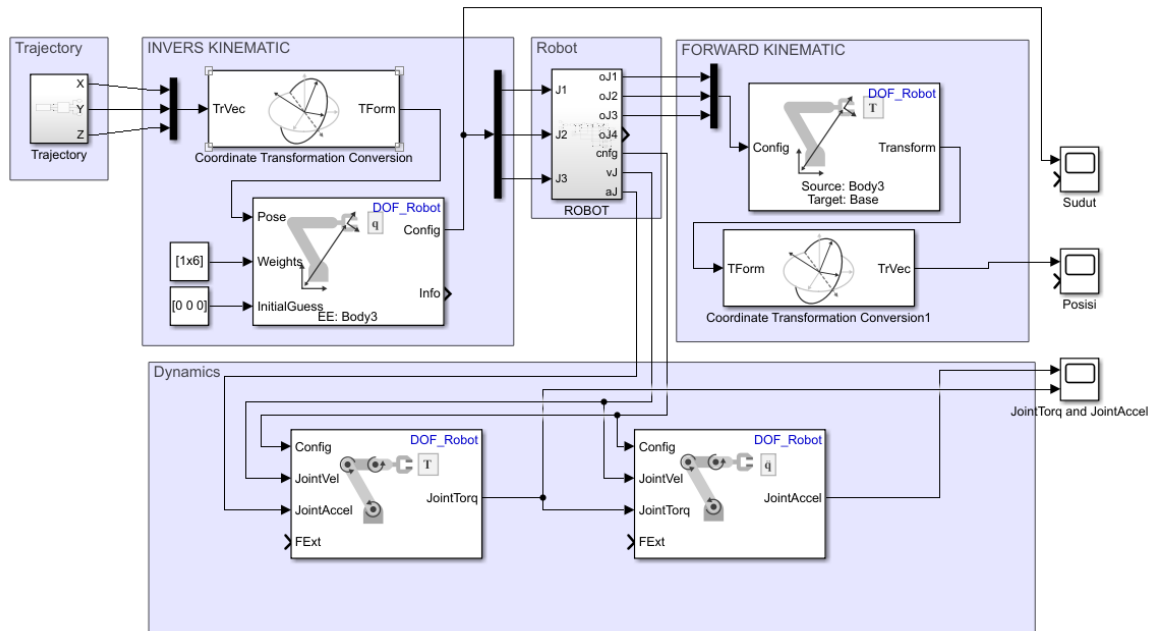 Trajectory
X
Y
Z
Trajectory
INVERS KINEMATIC
TrVec
TForm
Coordinate Transformation Conversion
DOF_Robot
Pose
q
Config
[1x6]
Weights
Info
[0 0 0]
InitialGuess
EE: Body3
Robot
J1
J2
J3
oJ1
oJ2
oJ3
oJ4
cnfg
vJ
aJ
ROBOT
FORWARD KINEMATIC
DOF_Robot
T
Config
Transform
Source: Body3
Target: Base
TForm
TrVec
Coordinate Transformation Conversion1
Sudut
Posisi
JointTorq and JointAccel
Dynamics
DOF_Robot
Config
T
JointVel
JointTorq
JointAccel
FExt
DOF_Robot
Config
q̈
JointVel
JointAccel
JointTorq
FExt